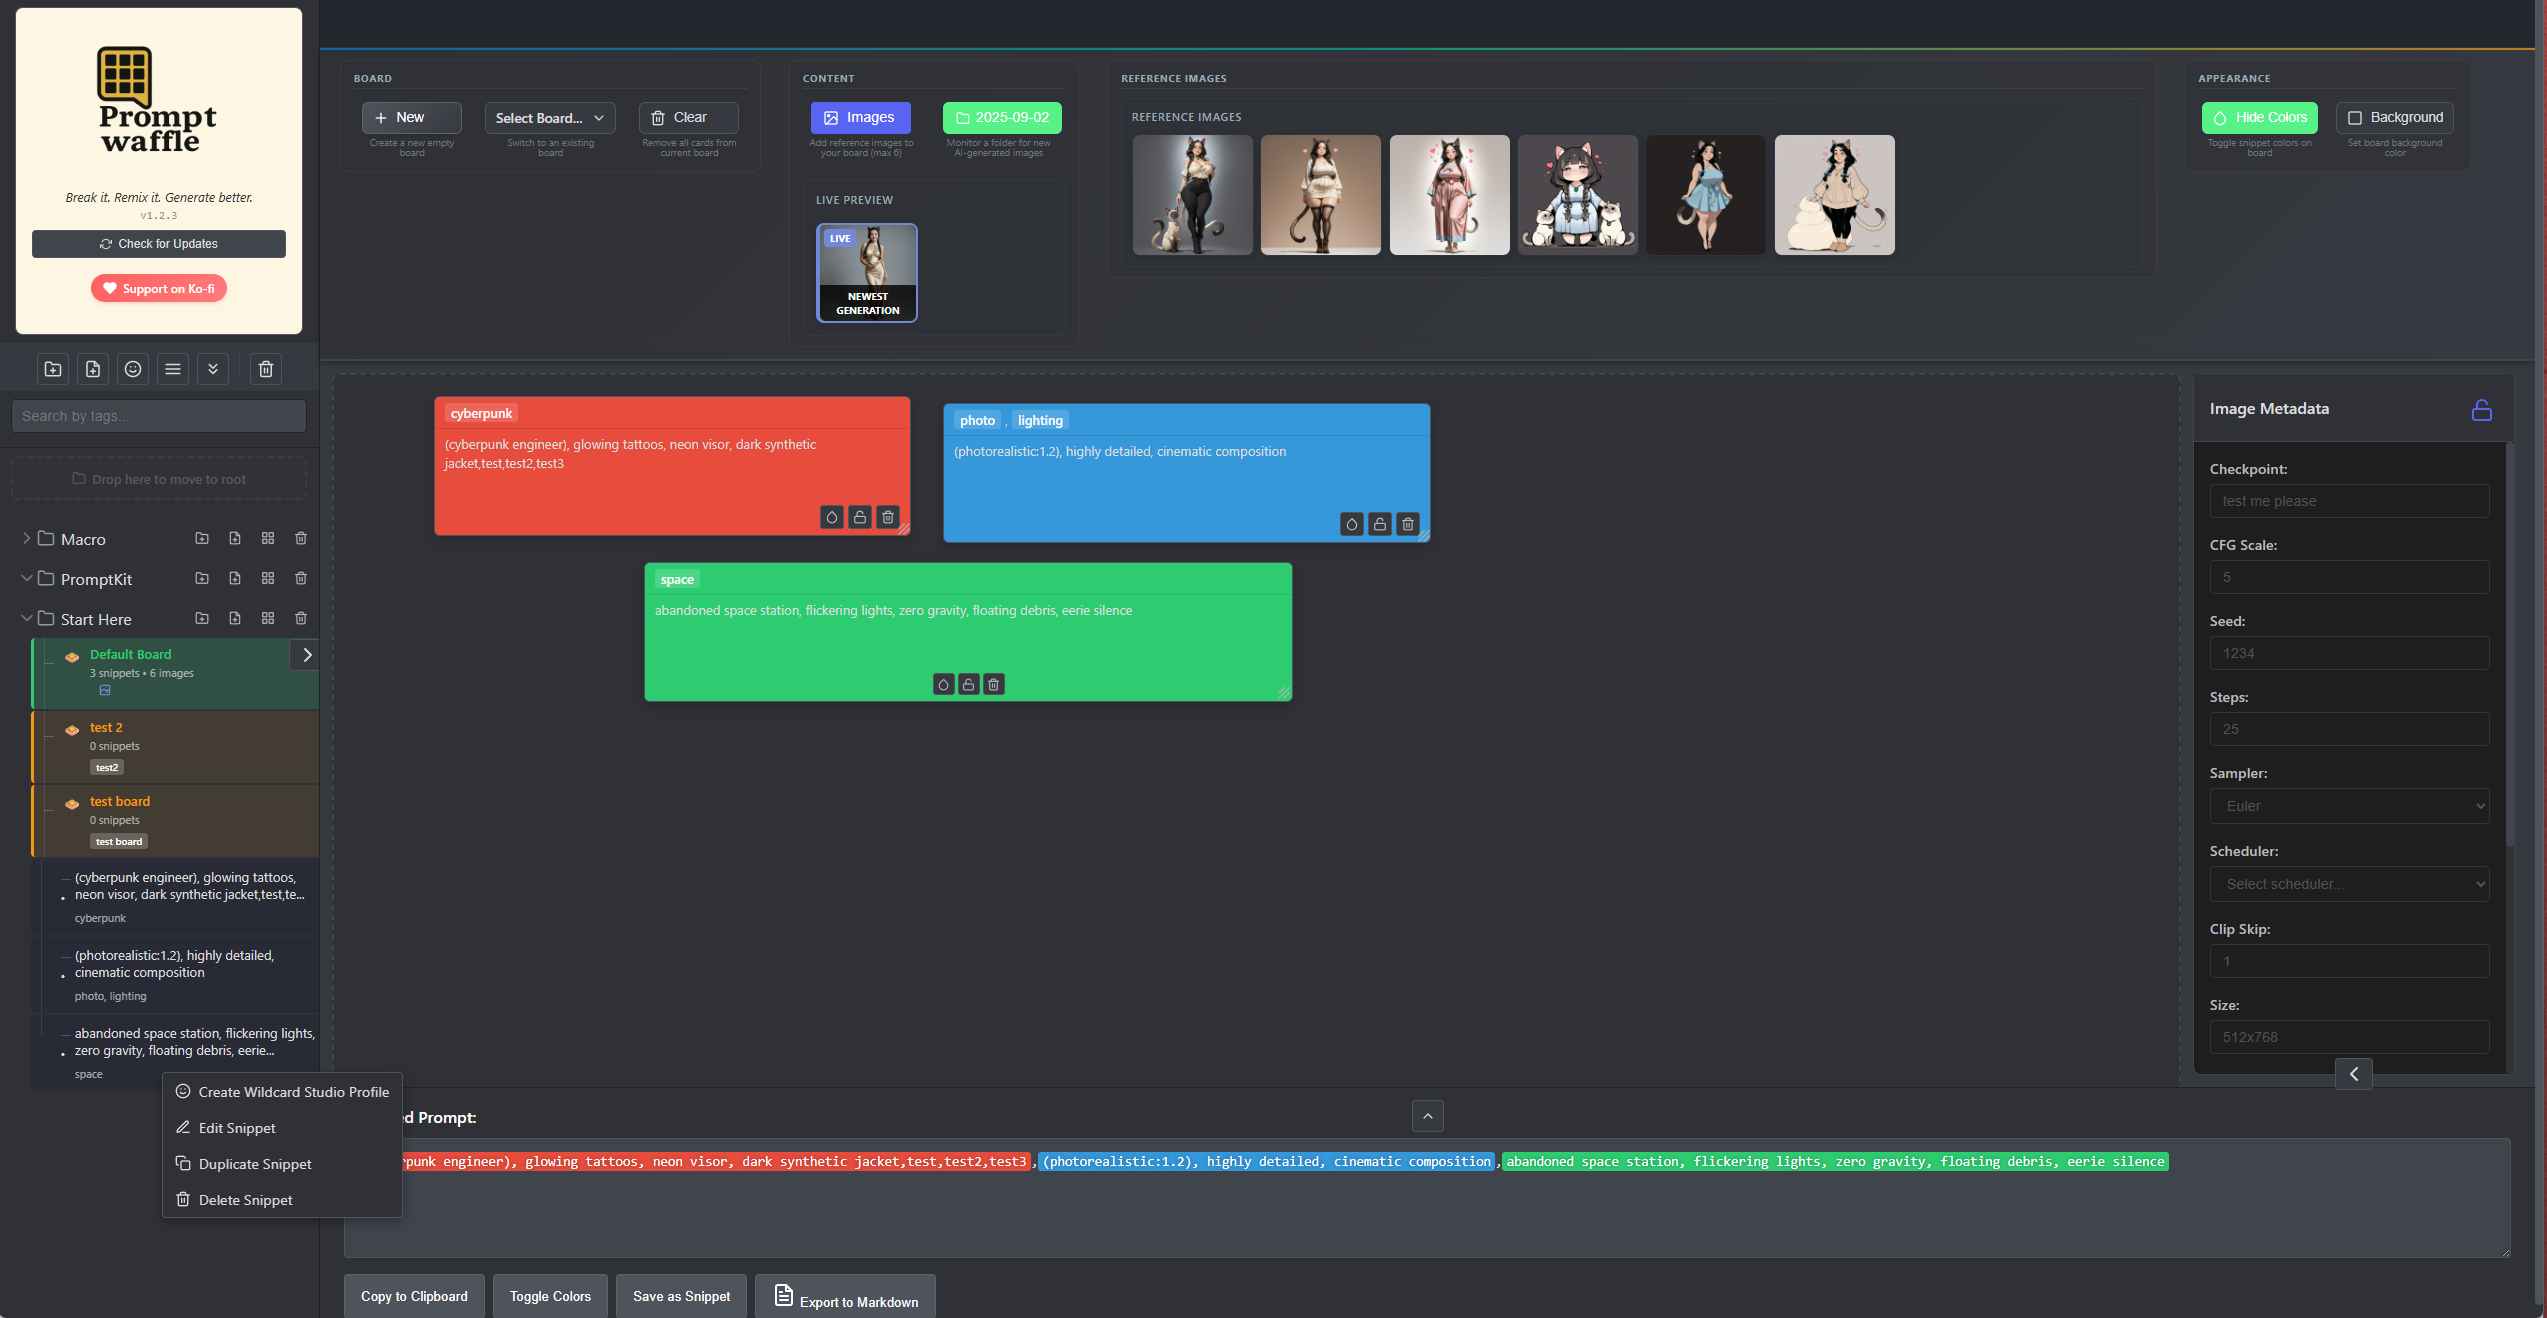 Prompt
waffle
Break it. Remix it. Generate better.
v1.2.3
Check for Updates
Support on Ko-fi
Search by tags...
Drop here to move to root
Macro
PromptKit
Start Here
Default Board
3 snippets • 6 images
test 2
0 snippets
test2
test board
0 snippets
test board
(cyberpunk engineer), glowing tattoos,
neon visor, dark synthetic jacket,test,te...
cyberpunk
(photorealistic:1.2), highly detailed,
cinematic composition
photo, lighting
abandoned space station, flickering lights,
zero gravity, floating debris, eerie...
space
Create Wildcard Studio Profile
Edit Snippet
Duplicate Snippet
Delete Snippet
BOARD
New
Create a new empty
board
Select Board...
Switch to an existing
board
Clear
Remove all cards from
current board
CONTENT
Images
Add reference images to
your board (max 6)
2025-09-02
Monitor a folder for new
AI-generated images
LIVE PREVIEW
LIVE
NEWEST
GENERATION
REFERENCE IMAGES
REFERENCE IMAGES
APPEARANCE
Hide Colors
Toggle snippet colors on
board
Background
Set board background
color
cyberpunk
(cyberpunk engineer), glowing tattoos, neon visor, dark synthetic
jacket,test,test2,test3
photo , lighting
(photorealistic:1.2), highly detailed, cinematic composition
space
abandoned space station, flickering lights, zero gravity, floating debris, eerie silence
Image Metadata
Checkpoint:
test me please
CFG Scale:
5
Seed:
1234
Steps:
25
Sampler:
Euler
Scheduler:
Select scheduler...
Clip Skip:
1
Size:
512x768
ed Prompt:
punk engineer), glowing tattoos, neon visor, dark synthetic jacket,test,test2,test3,(photorealistic:1.2), highly detailed, cinematic composition,abandoned space station, flickering lights, zero gravity, floating debris, eerie silence
Copy to Clipboard
Toggle Colors
Save as Snippet
Export to Markdown